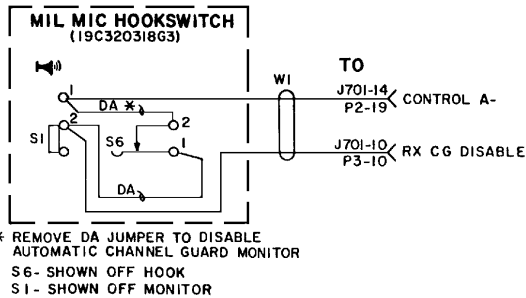 MIL MIC HOOKSWITCH
(19C320318G3)
W1
TO
1
DA *
J701-14
P2-19
CONTROL A-
2
2
S1
S6
1
J701-10
P3-10
RX CG DISABLE
DA
* REMOVE DA JUMPER TO DISABLE
AUTOMATIC CHANNEL GUARD MONITOR
S6- SHOWN OFF HOOK
S1- SHOWN OFF MONITOR